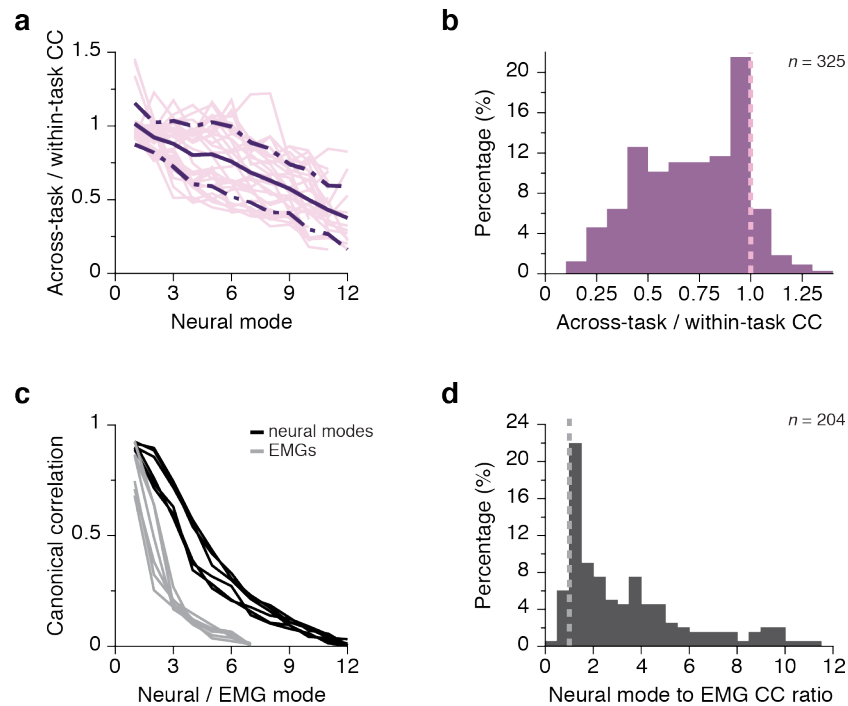 a
Across-task / within-task CC
1.5
1
0.5
0
0 3 6 9 12
Neural mode
b
Percentage (%)
n = 325
20
16
12
8
4
0
0 0.25 0.5 0.75 1.0 1.25
Across-task / within-task CC
c
Canonical correlation
1
0.5
0
neural modes
EMGs
0 3 6 9 12
Neural / EMG mode
d
Percentage (%)
n = 204
24
20
16
12
8
4
0
0 2 4 6 8 10 12
Neural mode to EMG CC ratio